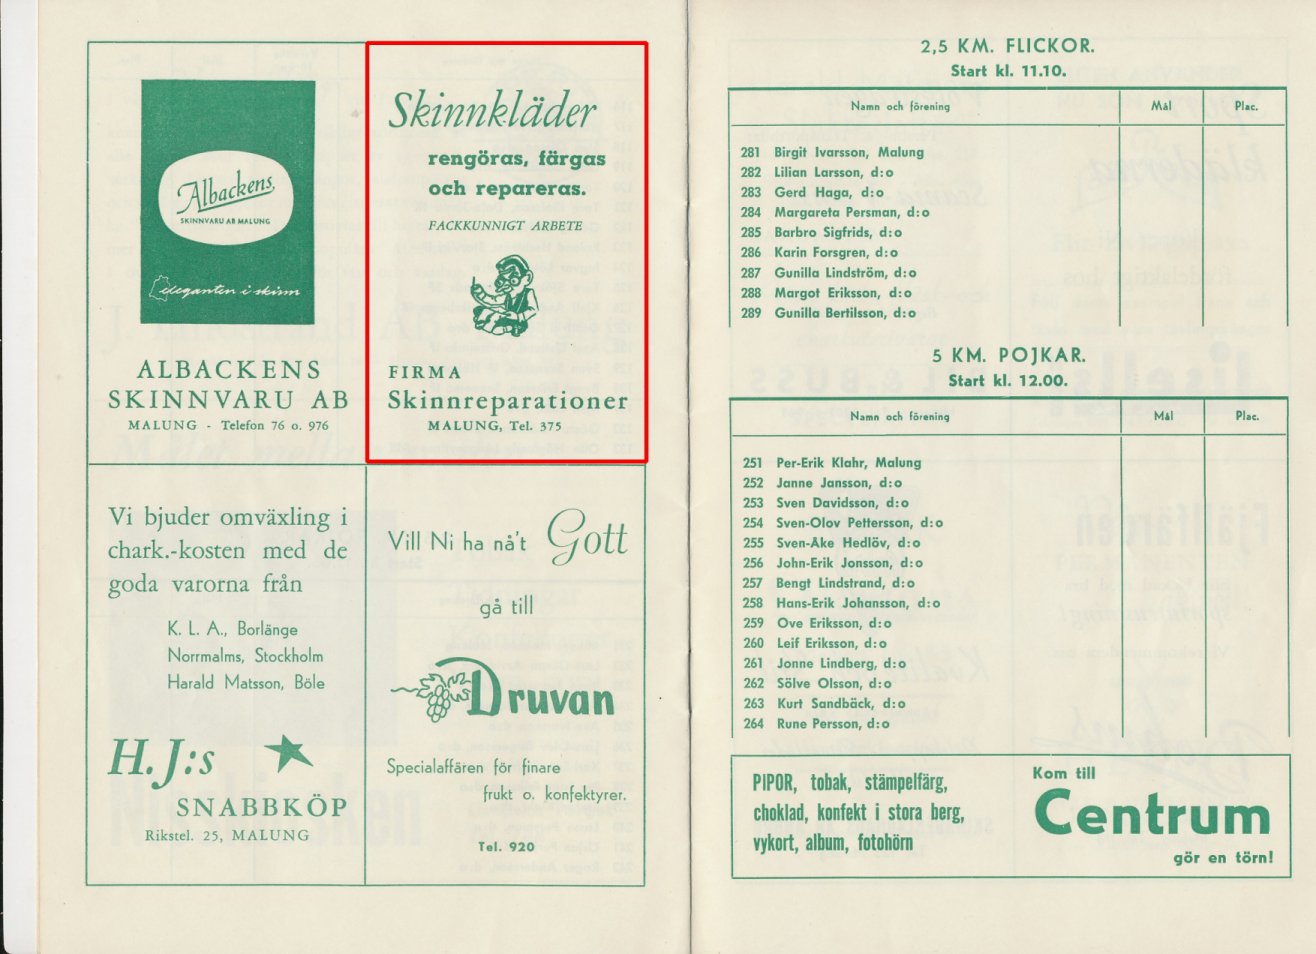 Albackens
SKINNVARU AB MALUNG
eleganten i skinn
ALBACKENS
SKINNVARU AB
MALUNG - Telefon 76 o. 976
Skinnkläder
rengöras, färgas
och repareras.
FACKKUNNIGT ARBETE
FIRMA
Skinnreparationer
MALUNG, Tel. 375
Vi bjuder omväxling i
chark.-kosten med de
goda varorna från
K. L. A., Borlänge
Norrmalms, Stockholm
Harald Matsson, Böle
H.J:s
SNABBKÖP
Rikstel. 25, MALUNG
Vill Ni ha nå't Gott
gå till
Druvan
Specialaffären för finare
frukt o. konfektyrer.
Tel. 920
2,5 KM. FLICKOR.
Start kl. 11.10.
Namn och förening Mål Plac.
281 Birgit Ivarsson, Malung
282 Lilian Larsson, d:o
283 Gerd Haga, d:o
284 Margareta Persman, d:o
285 Barbro Sigfrids, d:o
286 Karin Forsgren, d:o
287 Gunilla Lindström, d:o
288 Margot Eriksson, d:o
289 Gunilla Bertilsson, d:o
5 KM. POJKAR.
Start kl. 12.00.
Namn och förening Mål Plac.
251 Per-Erik Klahr, Malung
252 Janne Jansson, d:o
253 Sven Davidsson, d:o
254 Sven-Olov Pettersson, d:o
255 Sven-Ake Hedlöv, d:o
256 John-Erik Jonsson, d:o
257 Bengt Lindstrand, d:o
258 Hans-Erik Johansson, d:o
259 Ove Eriksson, d:o
260 Leif Eriksson, d:o
261 Jonne Lindberg, d:o
262 Sölve Olsson, d:o
263 Kurt Sandbäck, d:o
264 Rune Persson, d:o
PIPOR, tobak, stämpelfärg,
choklad, konfekt i stora berg,
vykort, album, fotohörn
Kom till
Centrum
gör en törn!